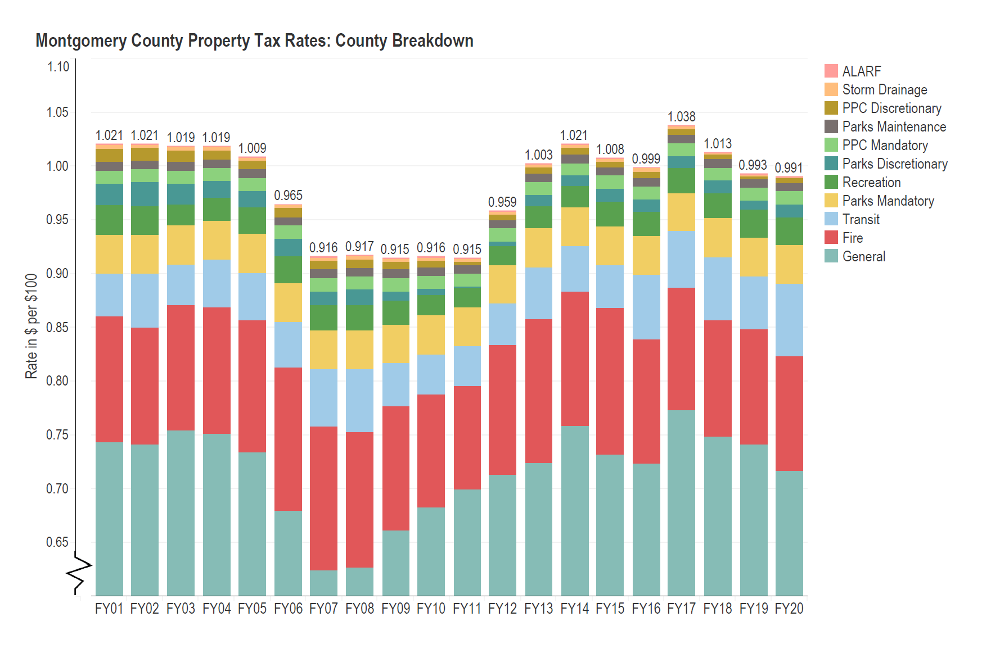 Montgomery County Property Tax Rates: County Breakdown
1.10
1.05
1.00
0.95
0.90
0.85
0.80
0.75
0.70
0.65
Rate in $ per $100
1.021 1.021 1.019 1.019 1.009 0.965 0.916 0.917 0.915 0.916 0.915 0.959 1.003 1.021 1.008 0.999 1.038 1.013 0.993 0.991
FY01 FY02 FY03 FY04 FY05 FY06 FY07 FY08 FY09 FY10 FY11 FY12 FY13 FY14 FY15 FY16 FY17 FY18 FY19 FY20
ALARF
Storm Drainage
PPC Discretionary
Parks Maintenance
PPC Mandatory
Parks Discretionary
Recreation
Parks Mandatory
Transit
Fire
General